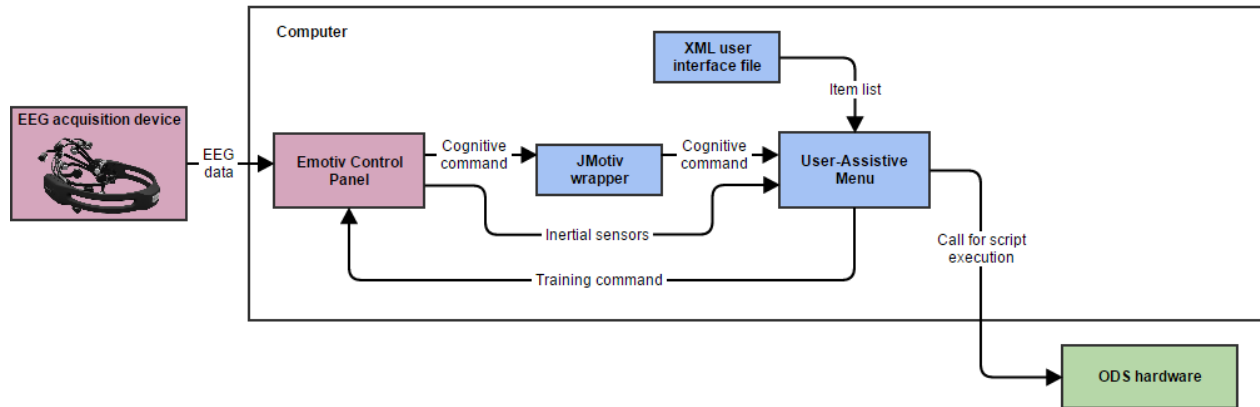 Computer
XML user
interface file
Item list
EEG acquisition device
EEG
data
Emotiv Control
Panel
Cognitive
command
JMotiv
wrapper
Cognitive
command
User-Assistive
Menu
Inertial sensors
Training command
Call for script
execution
ODS hardware